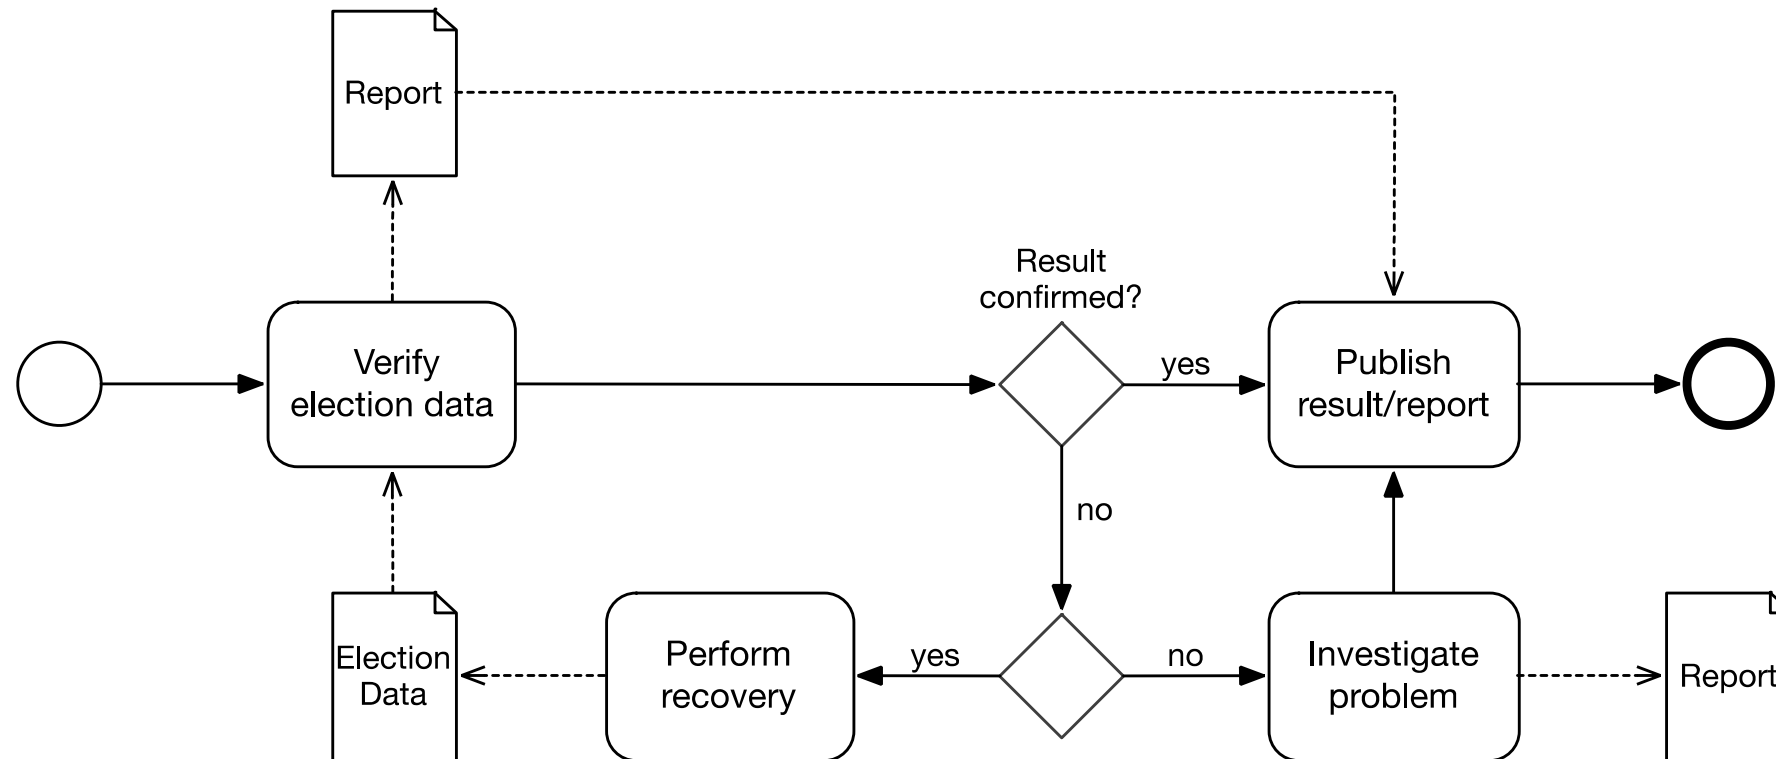 Report
Result
confirmed?
Verify
election data
yes
Publish
result/report
no
Election
Data
Perform
recovery
yes
no
Investigate
problem
Report